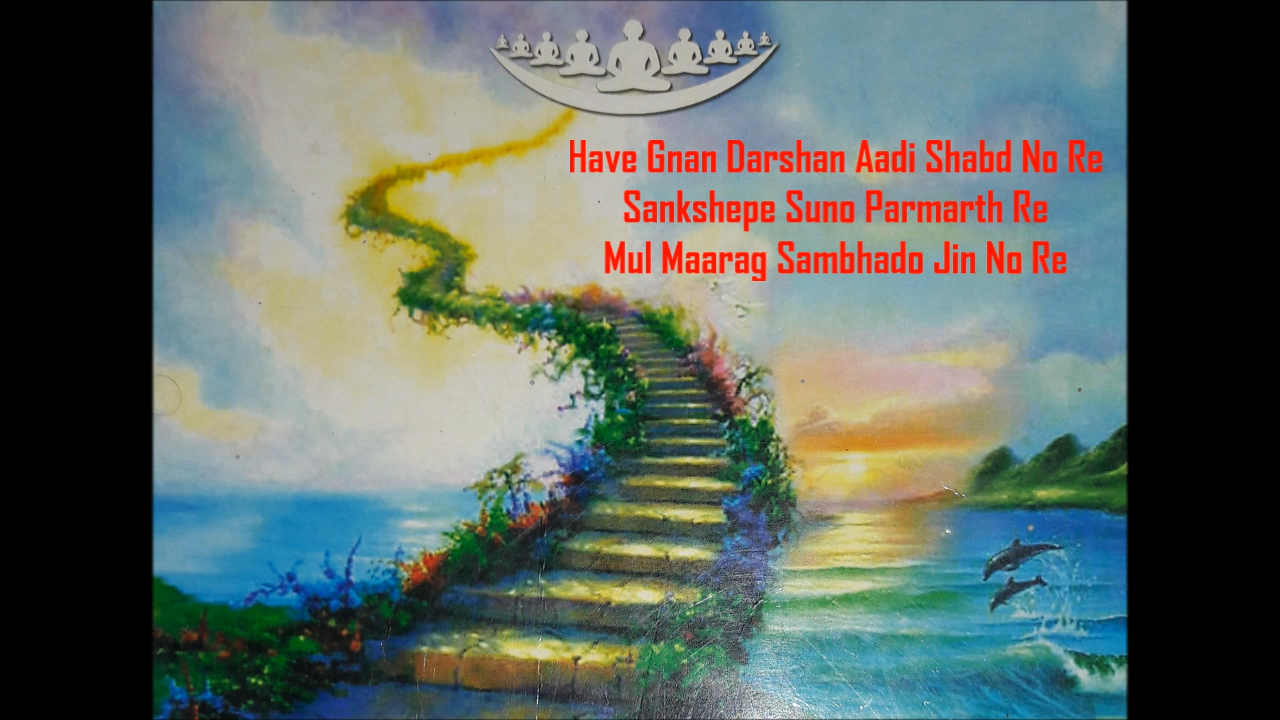 Have Gnan Darshan Aadi Shabd No Re
Sankshepe Suno Parmarth Re
Mul Maarag Sambhado Jin No Re